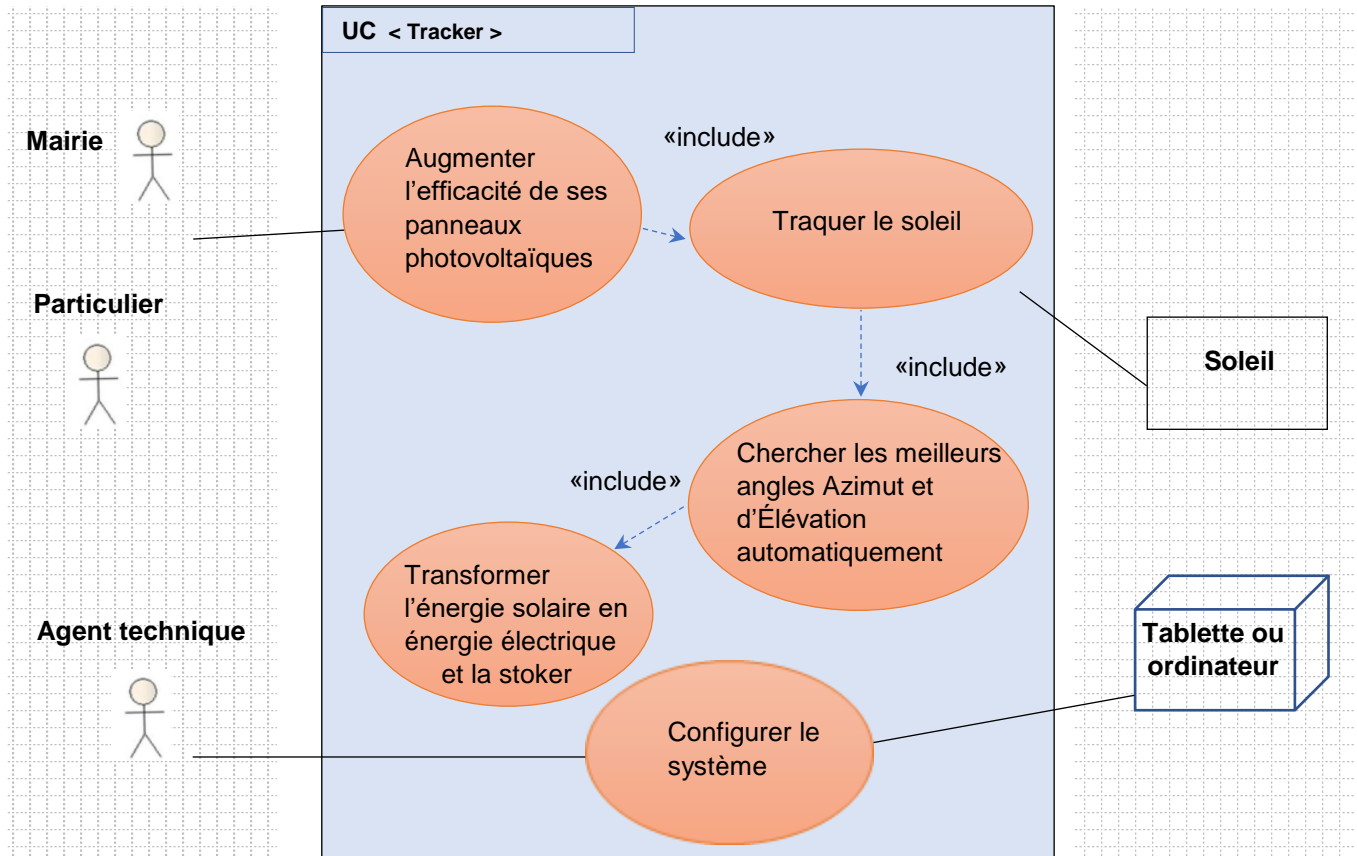 UC < Tracker >
Mairie
«include»
Augmenter
l’efficacité de ses
panneaux
photovoltaïques
Traquer le soleil
Particulier
Soleil
«include»
Chercher les meilleurs
angles Azimut et
d’Élévation
automatiquement
«include»
Transformer
l’énergie solaire en
énergie électrique
et la stoker
Agent technique
Tablette ou
ordinateur
Configurer le
système